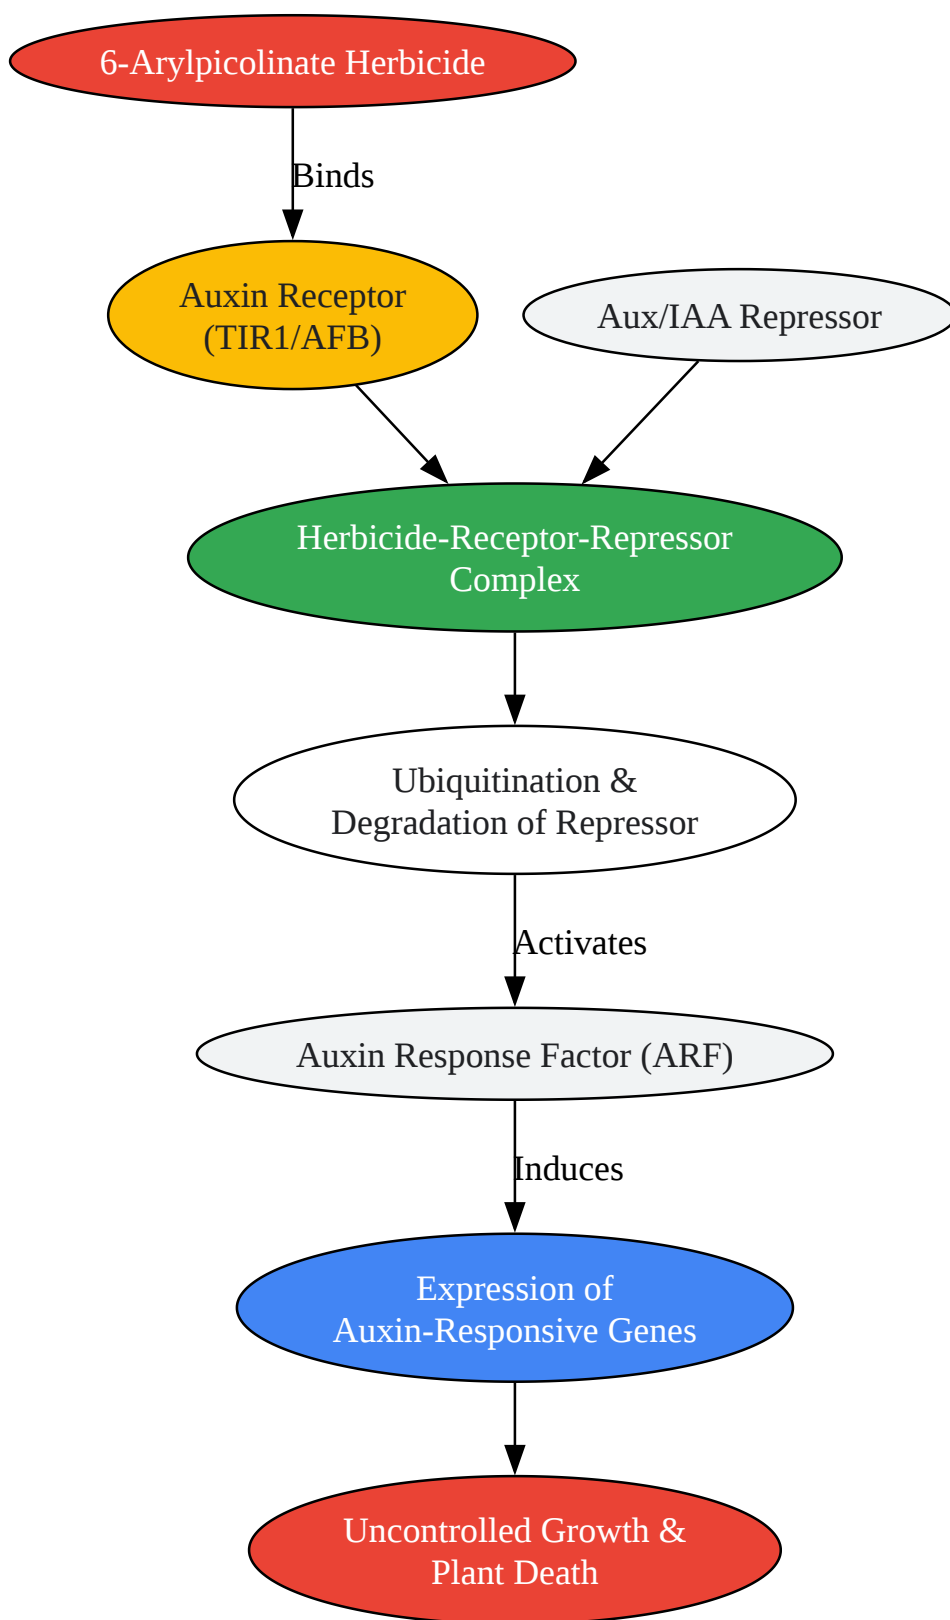 6-Arylpicolinate Herbicide
Binds
Auxin Receptor
(TIR1/AFB)
Aux/IAA Repressor
Herbicide-Receptor-Repressor
Complex
Ubiquitination &
Degradation of Repressor
Activates
Auxin Response Factor (ARF)
Induces
Expression of
Auxin-Responsive Genes
Uncontrolled Growth &
Plant Death